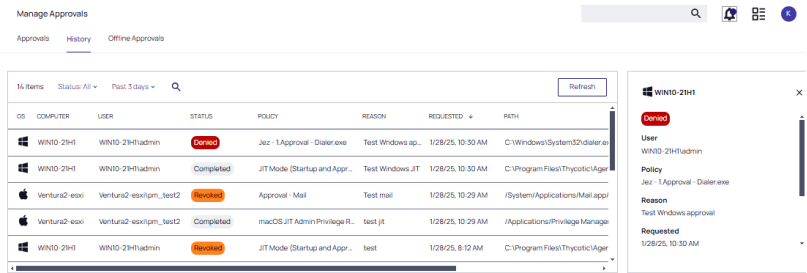 Manage Approvals
K
Approvals History Offline Approvals
14 Items Status: All Past 3 days Refresh
OS COMPUTER USER STATUS POLICY REASON REQUESTED PATH
WIN10-21H1 WIN10-21H1\admin Denied Jez - 1.Approval - Dialer.exe Test Wndows ap... 1/28/25, 10:30 AM C:\Windows\System32\dialer.ex
WIN10-21H1 WIN10-21H1\admin Completed JIT Mode (Startup and Appr... Test Windows JIT 1/28/25, 10:30 AM C:\Program Files\Thycotic\Ager
Ventura2-esxi Ventura2-esxi\pm_test2 Revoked Approval - Mail Test mail 1/28/25, 10:29 AM /System/Applications/Mail.app/
Ventura2-esxi Ventura2-esxi\pm_test2 Completed macOS JIT Admin Privilege R... Test jit 1/28/25, 10:29 AM /Applications/Privilege Manage
WIN10-21H1 WIN10-21H1\admin Revoked JIT Mode (Startup and Appr... test 1/28/25, 8:12 AM C:\Program Files\Thycotic\Ager
WIN10-21H1
Denied
User
WIN10-21H1\admin
Policy
Jez - 1.Approval - Dialer.exe
Reason
Test Wndows approval
Requested
1/28/25, 10:30 AM